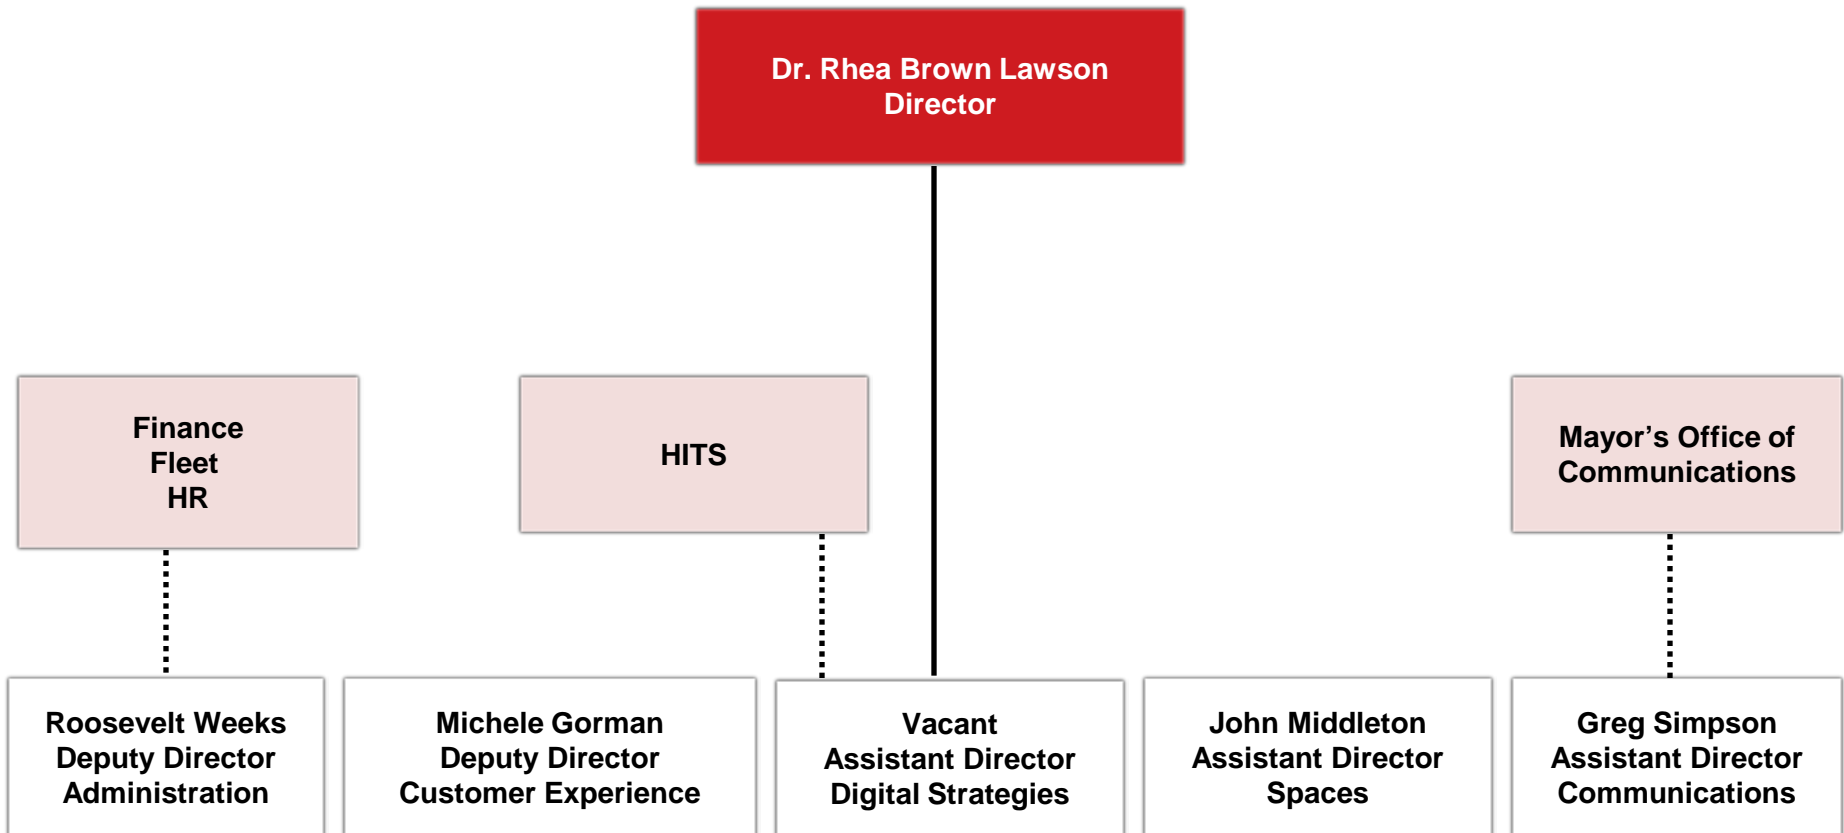 Dr. Rhea Brown Lawson
Director
Finance
Fleet
HR
HITS
Mayor’s Office of
Communications
Roosevelt Weeks
Deputy Director
Administration
Michele Gorman
Deputy Director
Customer Experience
Vacant
Assistant Director
Digital Strategies
John Middleton
Assistant Director
Spaces
Greg Simpson
Assistant Director
Communications